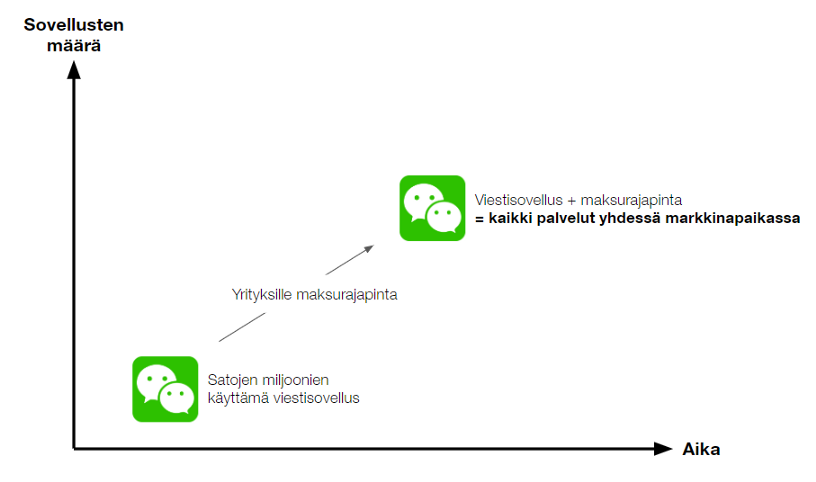 Sovellusten
määrä
Viestisovellus + maksurajapinta
= kaikki palvelut yhdessä markkinapaikassa
Yrityksille maksurajapinta
Satojen miljoonien
käyttämä viestisovellus
Aika